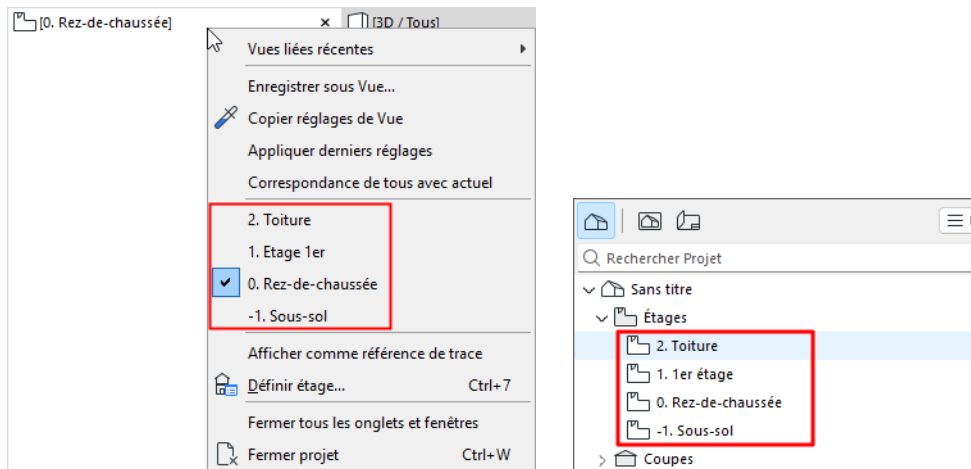 [0. Rez-de-chaussée]
[3D / Tous]
Vues liées récentes
Enregistrer sous Vue...
Copier réglages de Vue
Appliquer derniers réglages
Correspondance de tous avec actuel
2. Toiture
1. Etage 1er
0. Rez-de-chaussée
-1. Sous-sol
Afficher comme référence de trace
Définir étage... Ctrl+7
Fermer tous les onglets et fenêtres
Fermer projet Ctrl+W
Rechercher Projet
Sans titre
Étages
2. Toiture
1. 1er étage
0. Rez-de-chaussée
-1. Sous-sol
Coupes